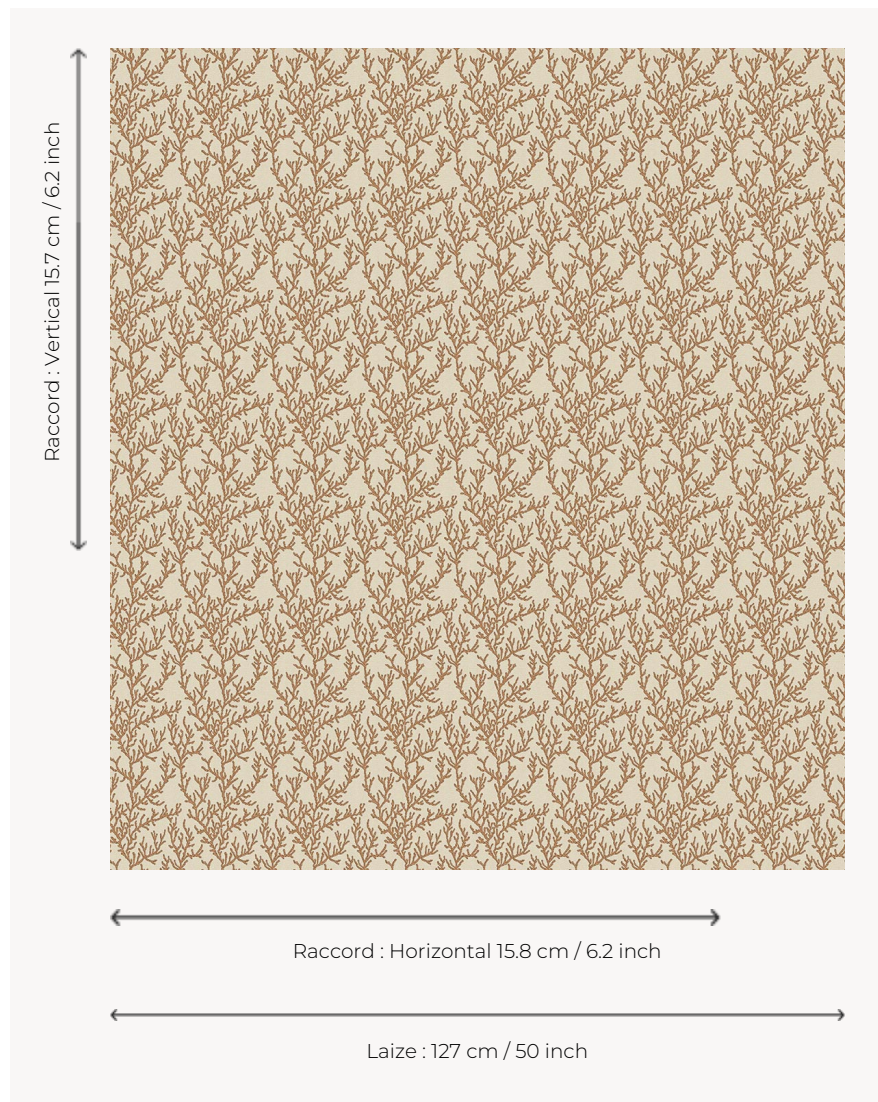 Raccord : Vertical 15.7 cm / 6.2 inch
Raccord : Horizontal 15.8 cm / 6.2 inch
Laize : 127 cm / 50 inch